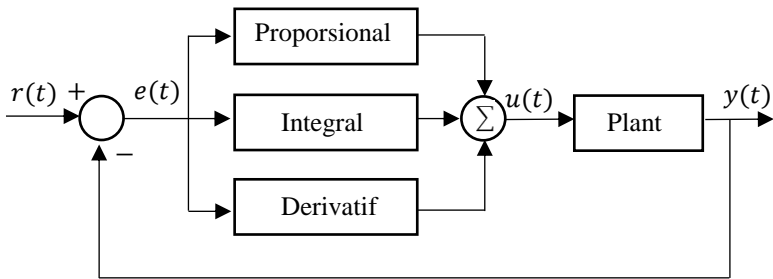 Proporsional
r(t)
+
e(t)
Integral
∑
u(t)
Plant
y(t)
−
Derivatif